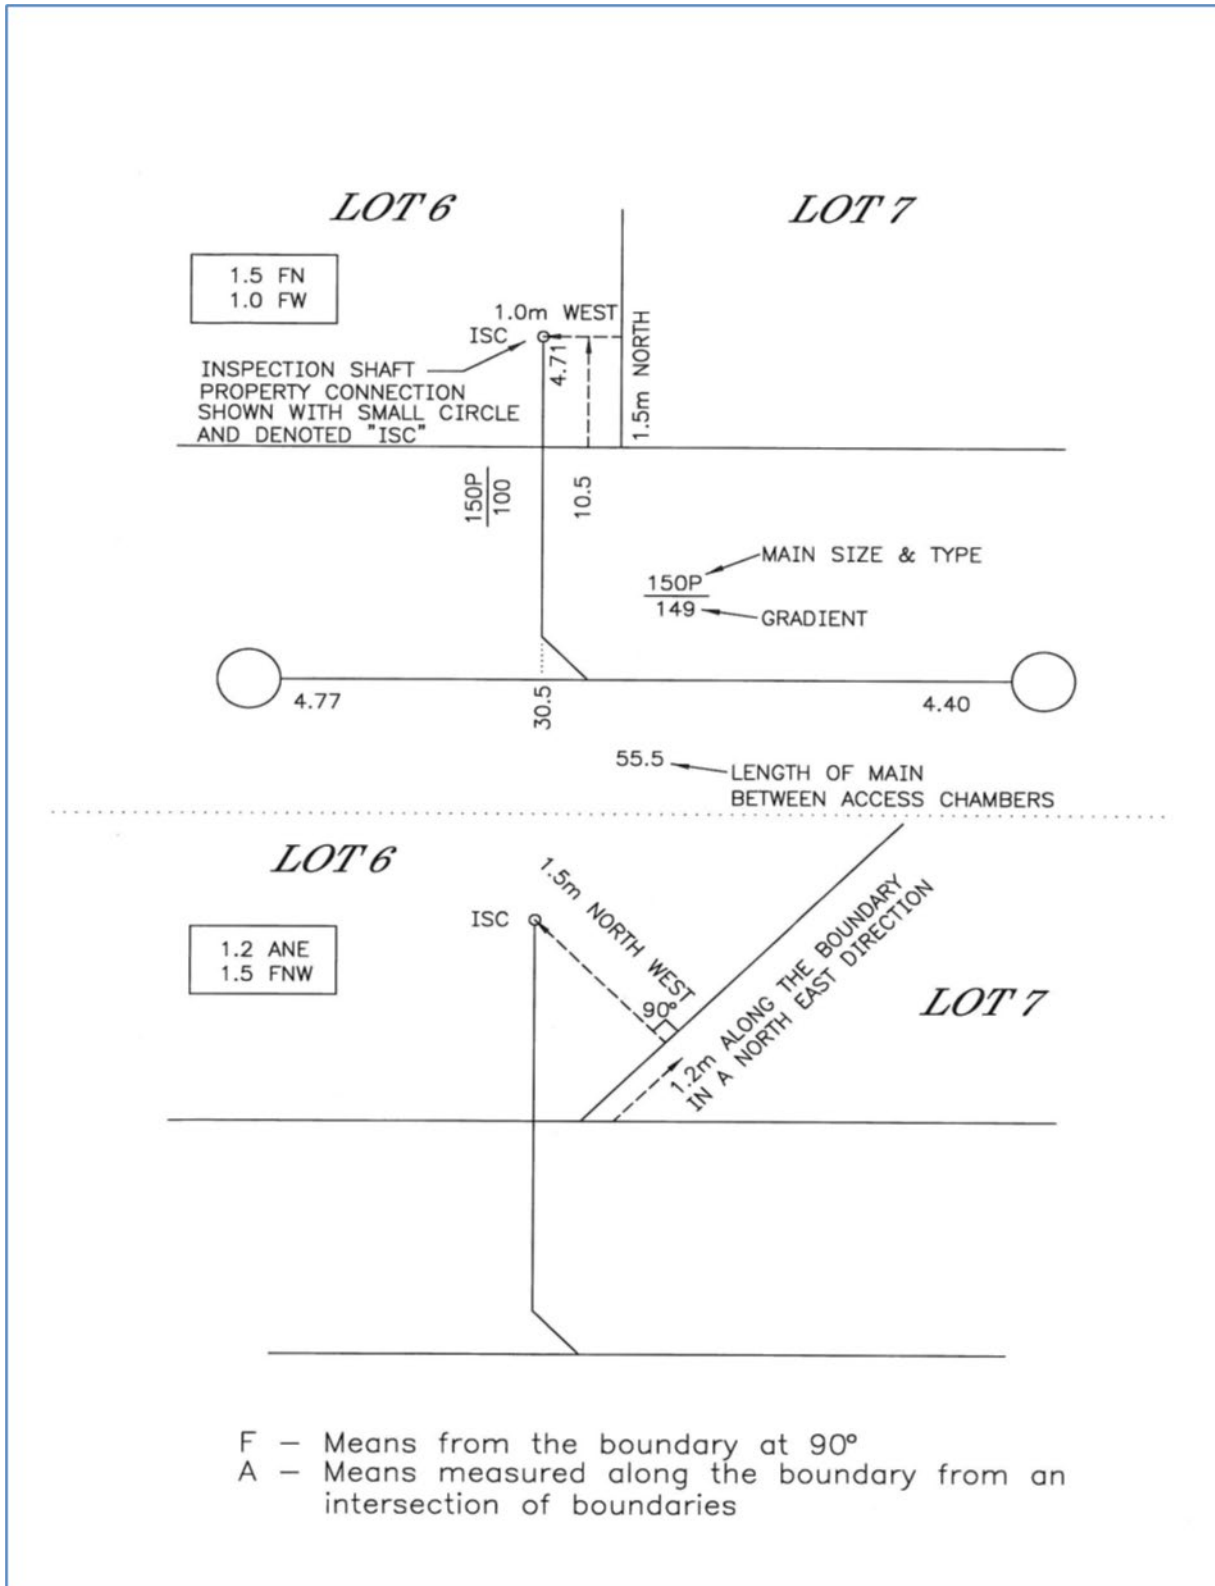 LOT 6
LOT 7
1.5 FN
1.0 FW
1.0m WEST
ISC
4.71
1.5m NORTH
INSPECTION SHAFT
PROPERTY CONNECTION
SHOWN WITH SMALL CIRCLE
AND DENOTED "ISC"
150P
100
10.5
MAIN SIZE & TYPE
150P
149
GRADIENT
4.77
30.5
4.40
55.5
LENGTH OF MAIN
BETWEEN ACCESS CHAMBERS
LOT 6
1.5m NORTH WEST
ISC
1.2 ANE
1.5 FNW
90°
1.2m ALONG THE BOUNDARY
IN A NORTH EAST DIRECTION
LOT 7
F – Means from the boundary at 90°
A – Means measured along the boundary from an
intersection of boundaries